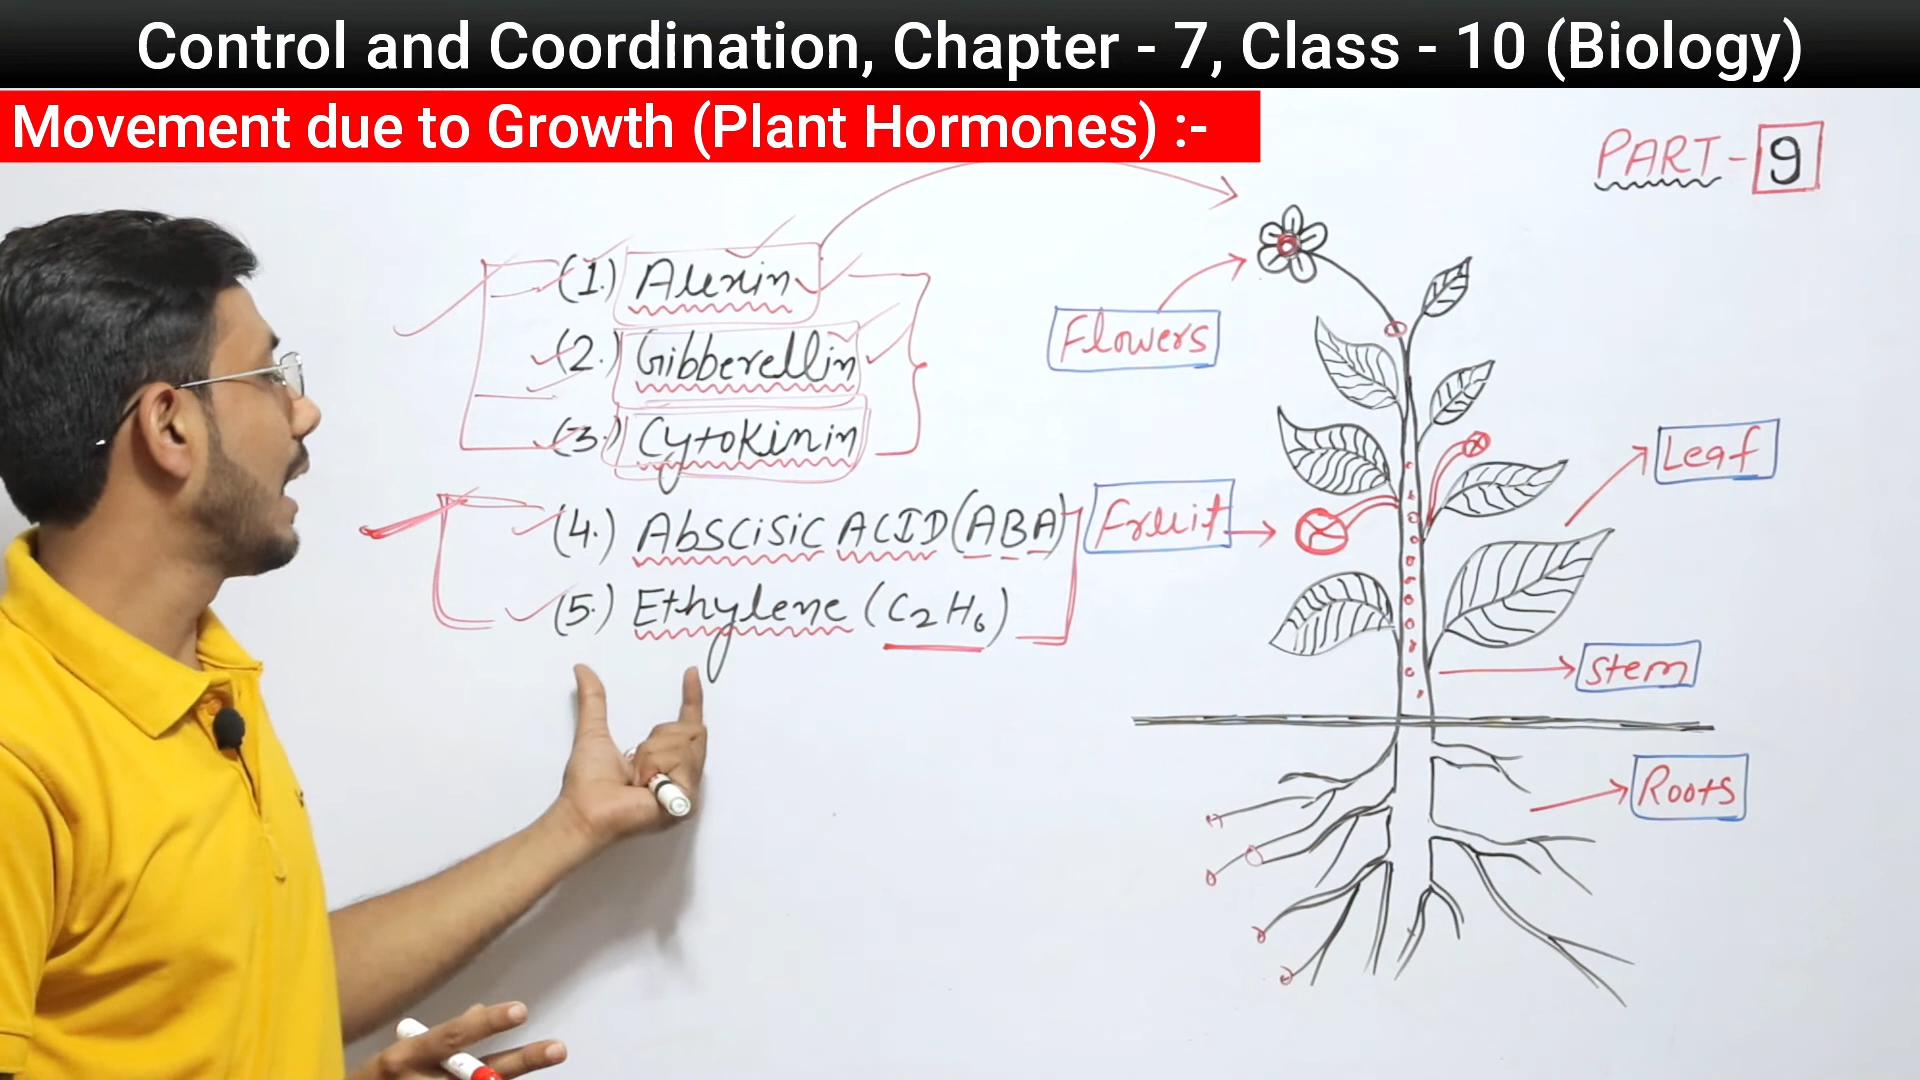 Control and Coordination, Chapter - 7, Class - 10 (Biology)
Movement due to Growth (Plant Hormones) :-
PART - 9
(1.) Auxin
(2.) Gibberellin
(3.) Cytokinin
(4.) Abscisic ACID (ABA)
(5.) Ethylene (C2H6)
Flowers
Fruit
Leaf
Stem
Roots